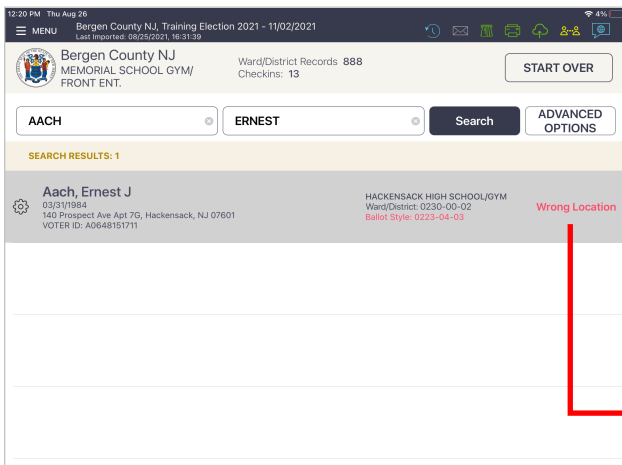 12:20 PM Thu Aug 26
4%
MENU
Bergen County NJ, Training Election 2021 - 11/02/2021
Last Imported: 08/25/2021, 16:31:39
Bergen County NJ
MEMORIAL SCHOOL GYM/
FRONT ENT.
Ward/District Records 888
Checkins: 13
START OVER
AACH
ERNEST
Search
ADVANCED
OPTIONS
SEARCH RESULTS: 1
Aach, Ernest J
03/31/1984
140 Prospect Ave Apt 7G, Hackensack, NJ 07601
VOTER ID: A0648151711
HACKENSACK HIGH SCHOOL/GYM
Ward/District: 0230-00-02
Ballot Style: 0223-04-03
Wrong Location